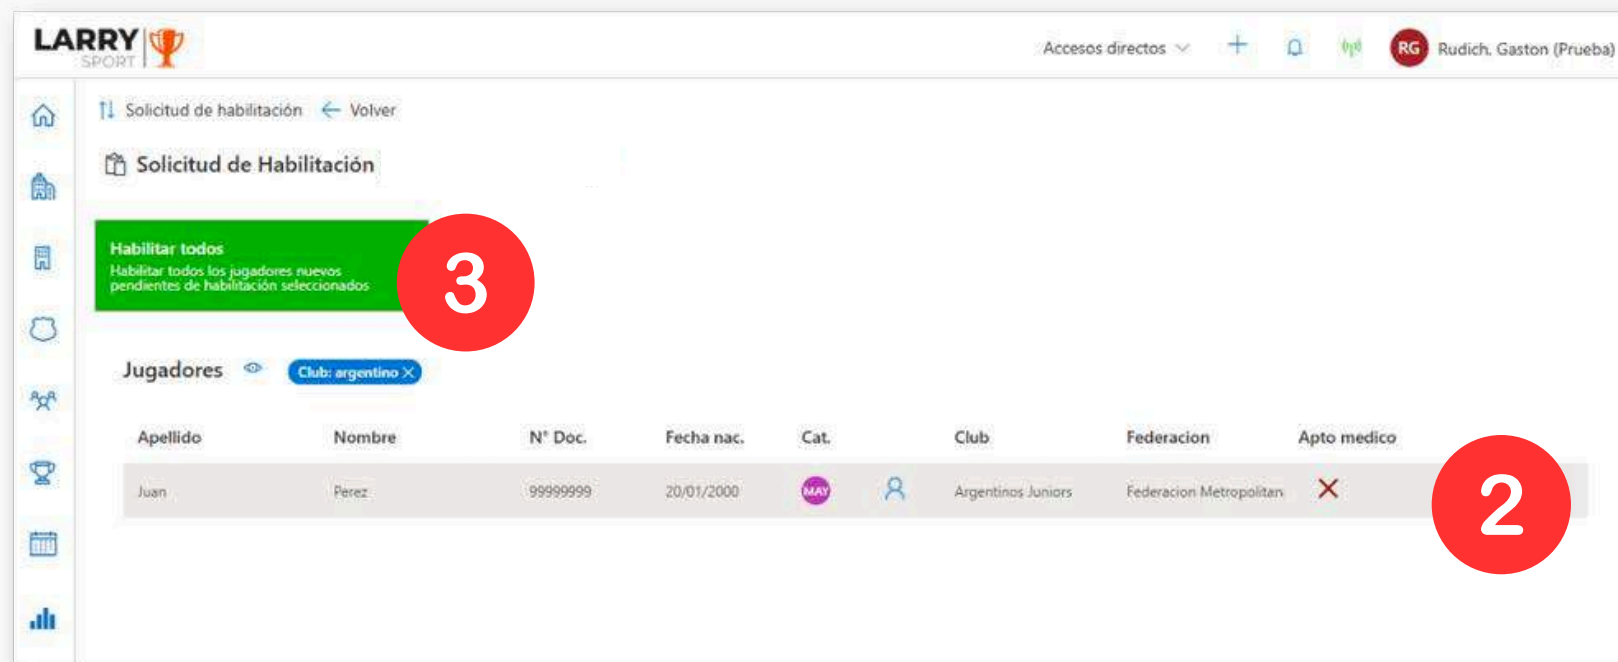 LARRY
SPORT
Accesos directos
RG Rudich, Gaston (Prueba)
Solicitud de habilitación Volver
Solicitud de Habilitación
Habilitar todos
Habilitar todos los jugadores nuevos
pendientes de habilitación seleccionados
3
Jugadores Club: argentino
Apellido Nombre N° Doc. Fecha nac. Cat. Club Federacion Apto medico
Juan Perez 99999999 20/01/2000 MAY Argentinos Juniors Federacion Metropolitan
2